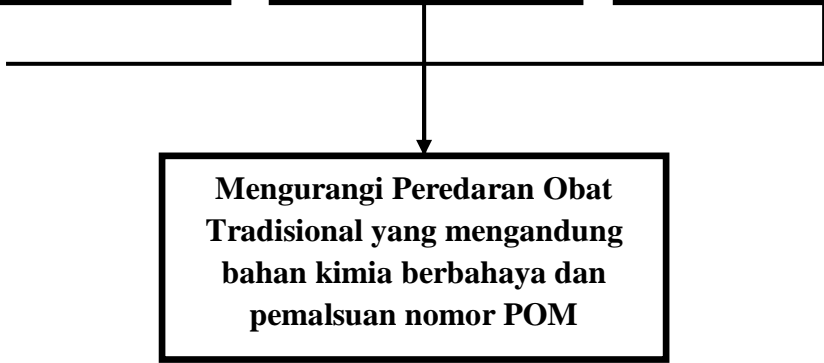 Mengurangi Peredaran Obat
Tradisional yang mengandung
bahan kimia berbahaya dan
pemalsuan nomor POM